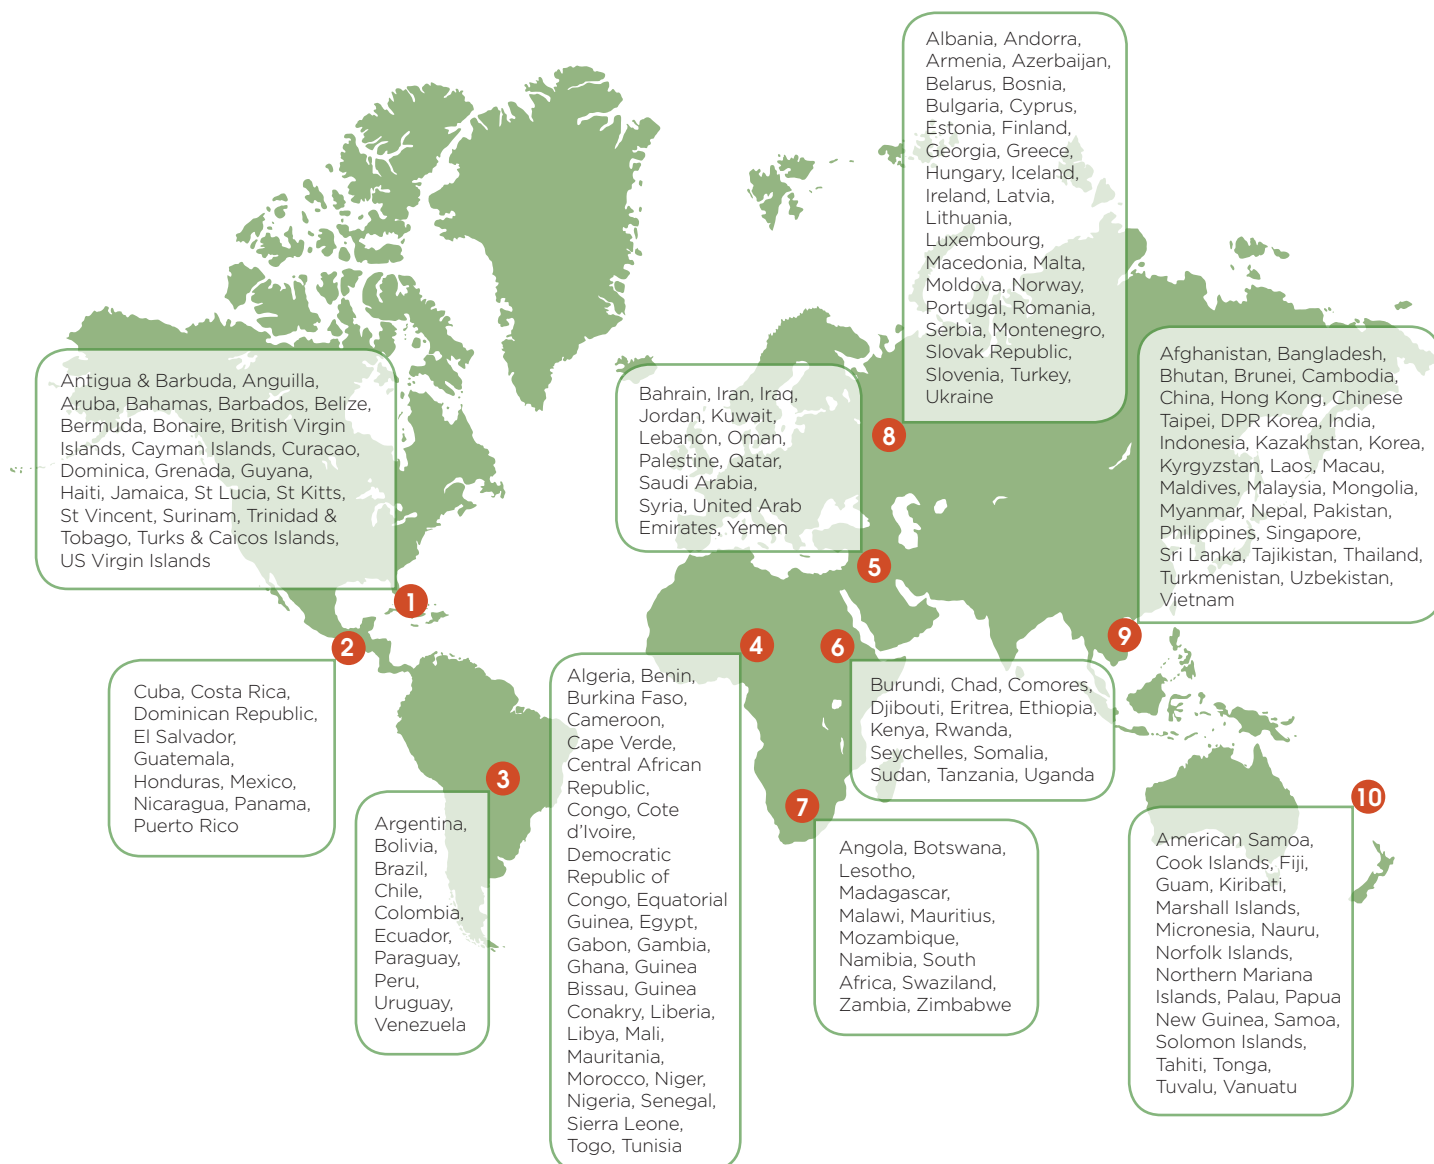 Albania, Andorra,
Armenia, Azerbaijan,
Belarus, Bosnia,
Bulgaria, Cyprus,
Estonia, Finland,
Georgia, Greece,
Hungary, Iceland,
Ireland, Latvia,
Lithuania,
Luxembourg,
Macedonia, Malta,
Moldova, Norway,
Portugal, Romania,
Serbia, Montenegro,
Slovak Republic,
Slovenia, Turkey,
Ukraine
8
Antigua & Barbuda, Anguilla,
Aruba, Bahamas, Barbados, Belize,
Bermuda, Bonaire, British Virgin
Islands, Cayman Islands, Curacao,
Dominica, Grenada, Guyana,
Haiti, Jamaica, St Lucia, St Kitts,
St Vincent, Surinam, Trinidad &
Tobago, Turks & Caicos Islands,
US Virgin Islands
1
Bahrain, Iran, Iraq,
Jordan, Kuwait,
Lebanon, Oman,
Palestine, Qatar,
Saudi Arabia,
Syria, United Arab
Emirates, Yemen
5
Afghanistan, Bangladesh,
Bhutan, Brunei, Cambodia,
China, Hong Kong, Chinese
Taipei, DPR Korea, India,
Indonesia, Kazakhstan, Korea,
Kyrgyzstan, Laos, Macau,
Maldives, Malaysia, Mongolia,
Myanmar, Nepal, Pakistan,
Philippines, Singapore,
Sri Lanka, Tajikistan, Thailand,
Turkmenistan, Uzbekistan,
Vietnam
9
2
Cuba, Costa Rica,
Dominican Republic,
El Salvador,
Guatemala,
Honduras, Mexico,
Nicaragua, Panama,
Puerto Rico
3
Argentina,
Bolivia,
Brazil,
Chile,
Colombia,
Ecuador,
Paraguay,
Peru,
Uruguay,
Venezuela
4
Algeria, Benin,
Burkina Faso,
Cameroon,
Cape Verde,
Central African
Republic,
Congo, Cote
d'Ivoire,
Democratic
Republic of
Congo, Equatorial
Guinea, Egypt,
Gabon, Gambia,
Ghana, Guinea
Bissau, Guinea
Conakry, Liberia,
Libya, Mali,
Mauritania,
Morocco, Niger,
Nigeria, Senegal,
Sierra Leone,
Togo, Tunisia
6
Burundi, Chad, Comores,
Djibouti, Eritrea, Ethiopia,
Kenya, Rwanda,
Seychelles, Somalia,
Sudan, Tanzania, Uganda
7
Angola, Botswana,
Lesotho,
Madagascar,
Malawi, Mauritius,
Mozambique,
Namibia, South
Africa, Swaziland,
Zambia, Zimbabwe
10
American Samoa,
Cook Islands, Fiji,
Guam, Kiribati,
Marshall Islands,
Micronesia, Nauru,
Norfolk Islands,
Northern Mariana
Islands, Palau, Papua
New Guinea, Samoa,
Solomon Islands,
Tahiti, Tonga,
Tuvalu, Vanuatu